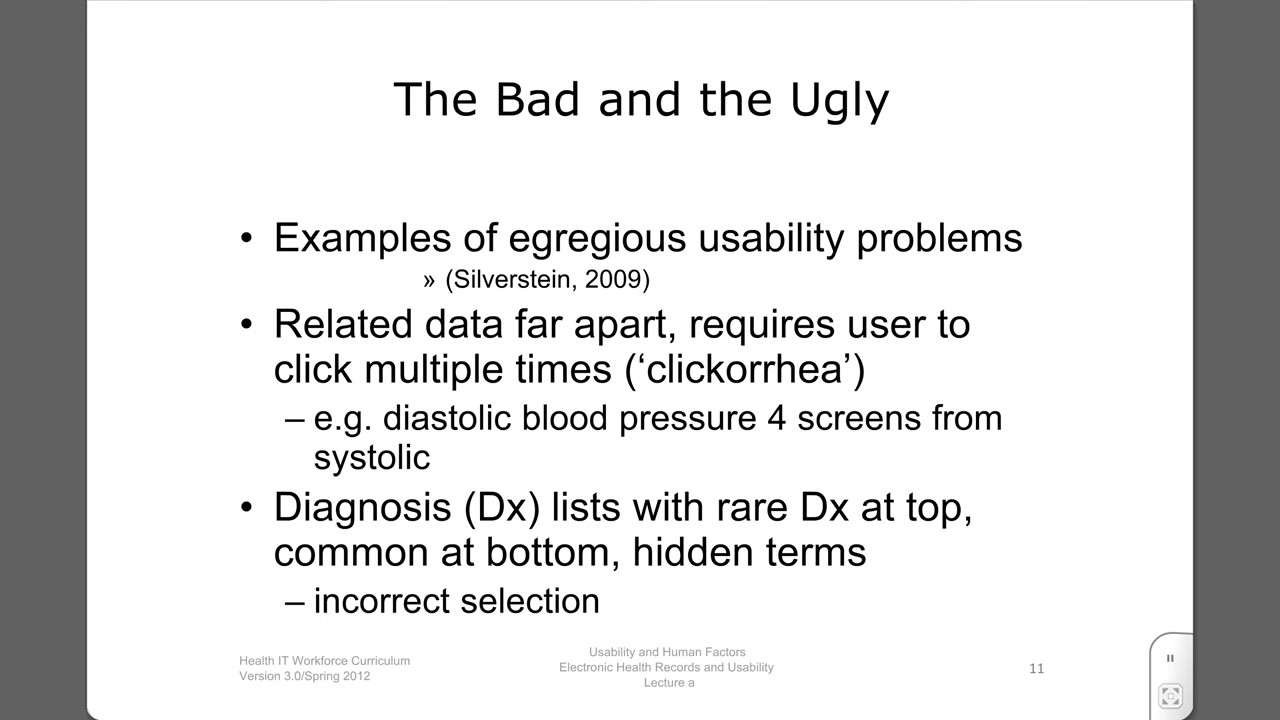 The Bad and the Ugly
• Examples of egregious usability problems
» (Silverstein, 2009)
• Related data far apart, requires user to
click multiple times (‘clickorrhea’)
– e.g. diastolic blood pressure 4 screens from
systolic
• Diagnosis (Dx) lists with rare Dx at top,
common at bottom, hidden terms
– incorrect selection
Health IT Workforce Curriculum
Version 3.0/Spring 2012
Usability and Human Factors
Electronic Health Records and Usability
Lecture a
11